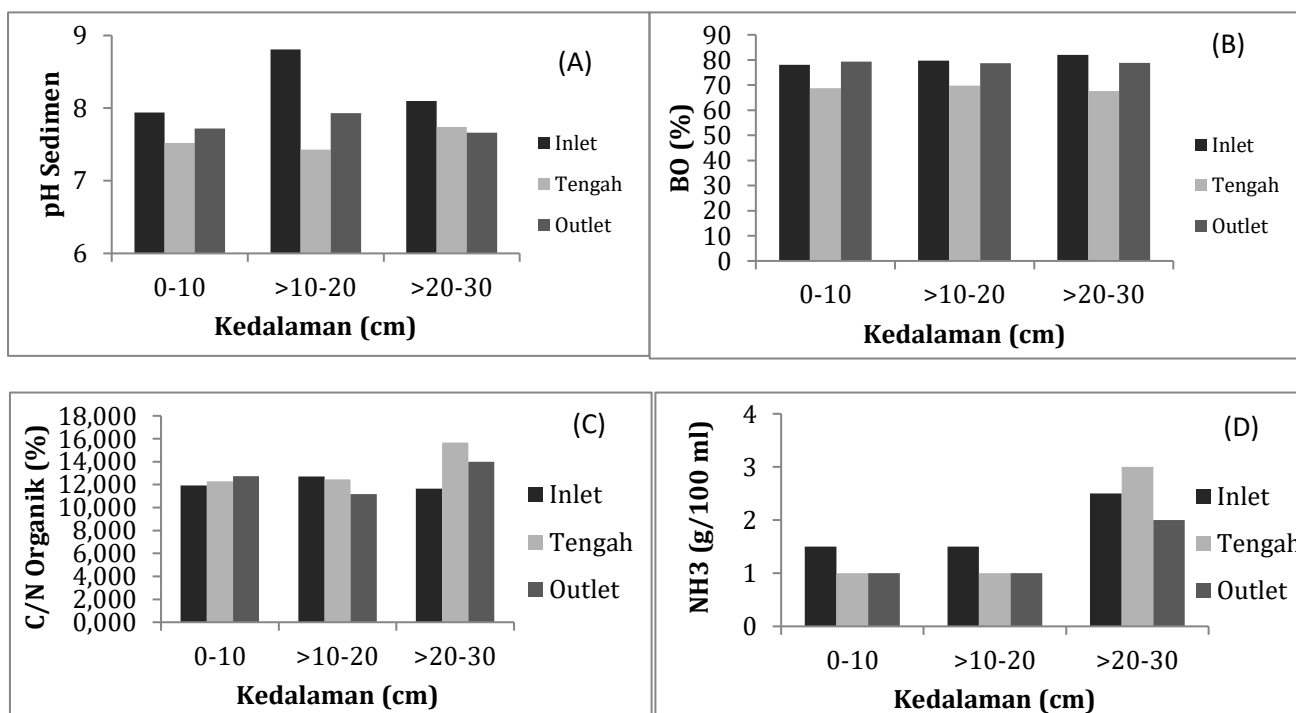 (A)
pH Sedimen
9
8
7
6
0-10 >10-20 >20-30
Kedalaman (cm)
Inlet
Tengah
Outlet
(B)
BO (%)
90
80
70
60
50
40
30
20
10
0
0-10 >10-20 >20-30
Kedalaman (cm)
Inlet
Tengah
Outlet
(C)
C/N Organik (%)
18,000
16,000
14,000
12,000
10,000
8,000
6,000
4,000
2,000
0,000
0-10 >10-20 >20-30
Kedalaman (cm)
Inlet
Tengah
Outlet
(D)
NH3 (g/100 ml)
4
3
2
1
0
0-10 >10-20 >20-30
Kedalaman (cm)
Inlet
Tengah
Outlet